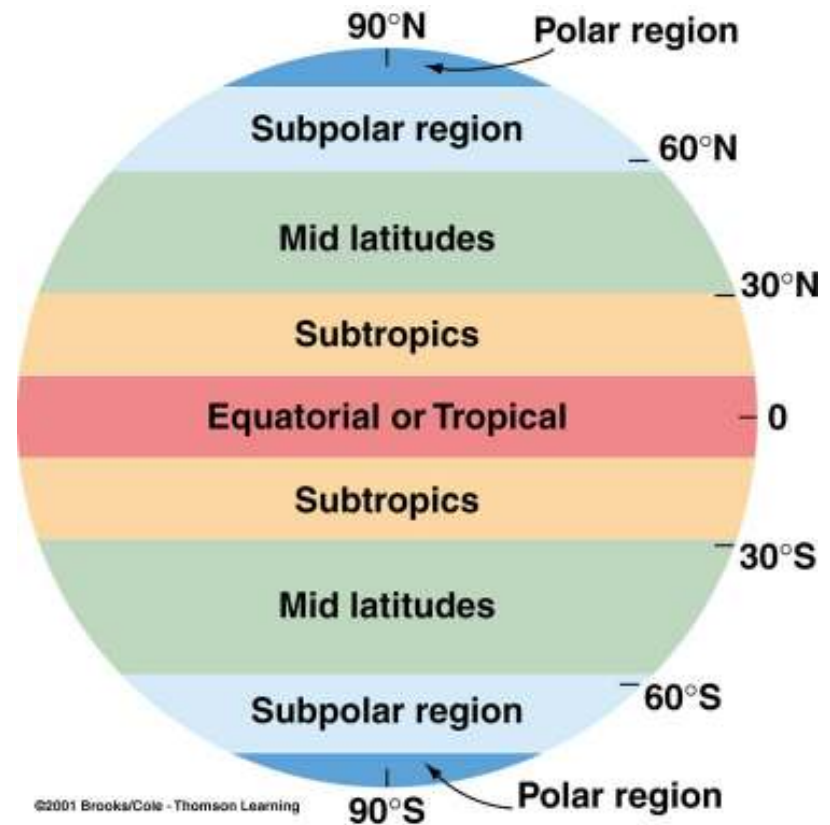 90°N
Polar region
Subpolar region
60°N
Mid latitudes
30°N
Subtropics
Equatorial or Tropical
0
Subtropics
30°S
Mid latitudes
60°S
Subpolar region
Polar region
©2001 Brooks/Cole - Thomson Learning
90°S